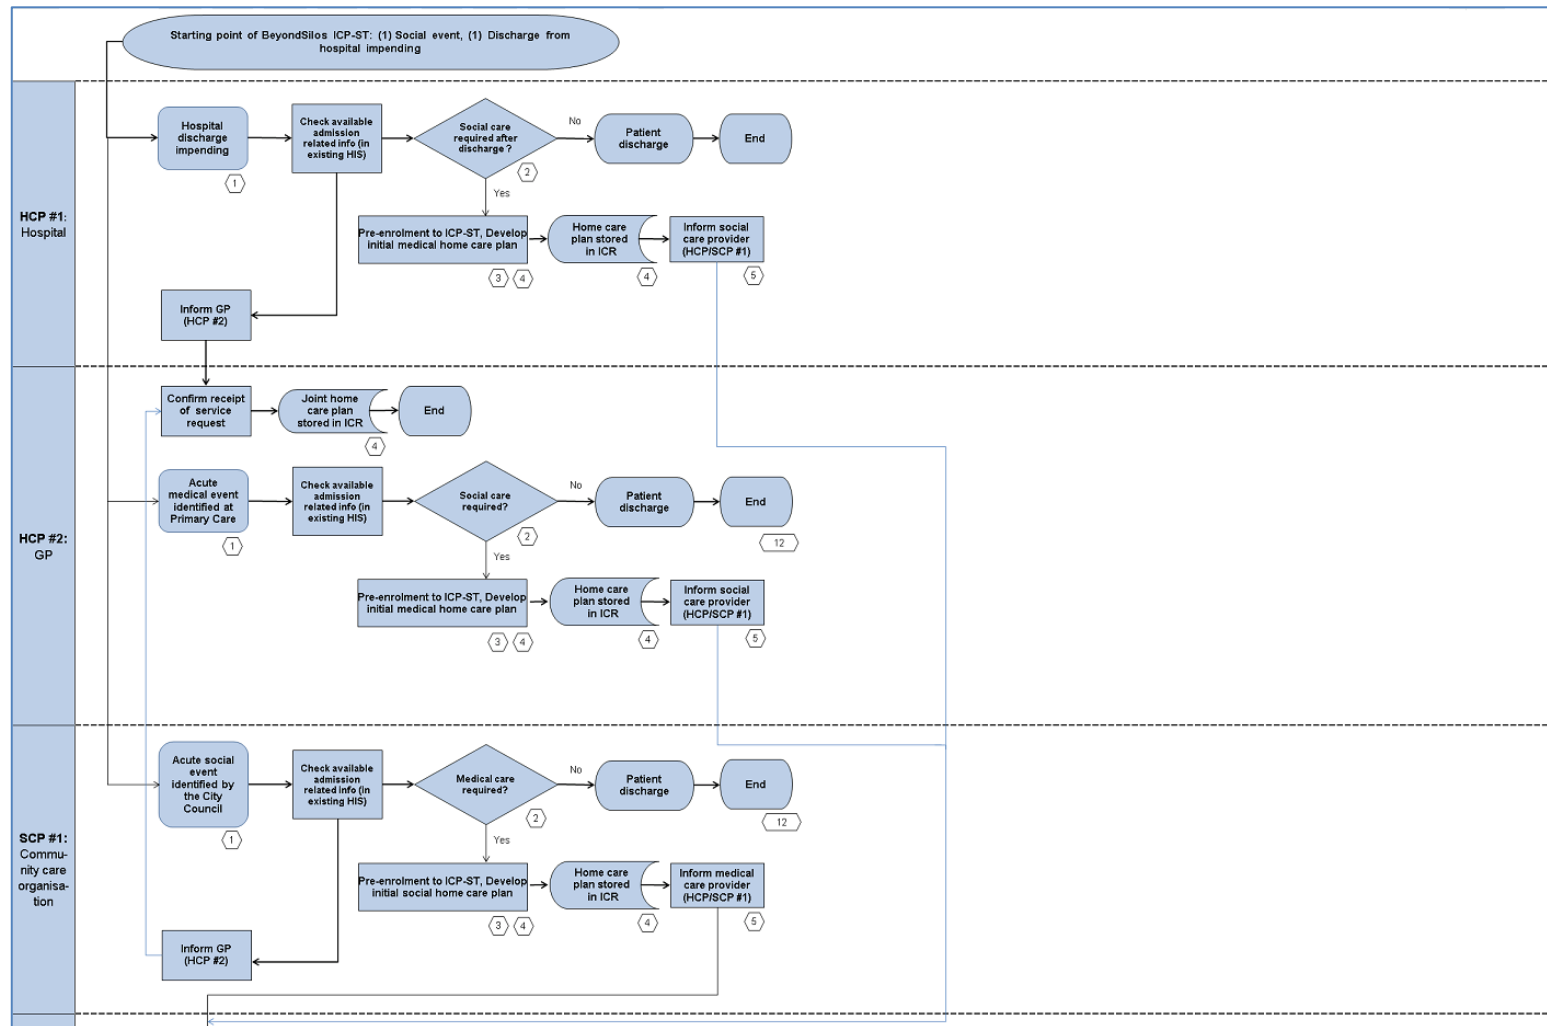 Starting point of BeyondSilos ICP-ST: (1) Social event, (1) Discharge from
hospital impending
HCP #1:
Hospital
Hospital
discharge
impending
1
Check available
admission
related info (in
existing HIS)
Social care
required after
discharge ?
2
No
Patient
discharge
End
Yes
Pre-enrolment to ICP-ST, Develop
initial medical home care plan
3
4
Home care
plan stored
in ICR
4
Inform social
care provider
(HCP/SCP #1)
5
Inform GP
(HCP #2)
HCP #2:
GP
Confirm receipt
of service
request
Joint home
care plan
stored in ICR
4
End
Acute
medical event
identified at
Primary Care
1
Check available
admission
related info (in
existing HIS)
Social care
required?
2
No
Patient
discharge
End
12
Yes
Pre-enrolment to ICP-ST, Develop
initial medical home care plan
3
4
Home care
plan stored
in ICR
4
Inform social
care provider
(HCP/SCP #1)
5
SCP #1:
Commu-
nity care
organisa-
tion
Acute social
event
identified by
the City
Council
1
Check available
admission
related info (in
existing HIS)
Medical care
required?
2
No
Patient
discharge
End
12
Yes
Pre-enrolment to ICP-ST, Develop
initial social home care plan
3
4
Home care
plan stored
in ICR
4
Inform medical
care provider
(HCP/SCP #1)
5
Inform GP
(HCP #2)